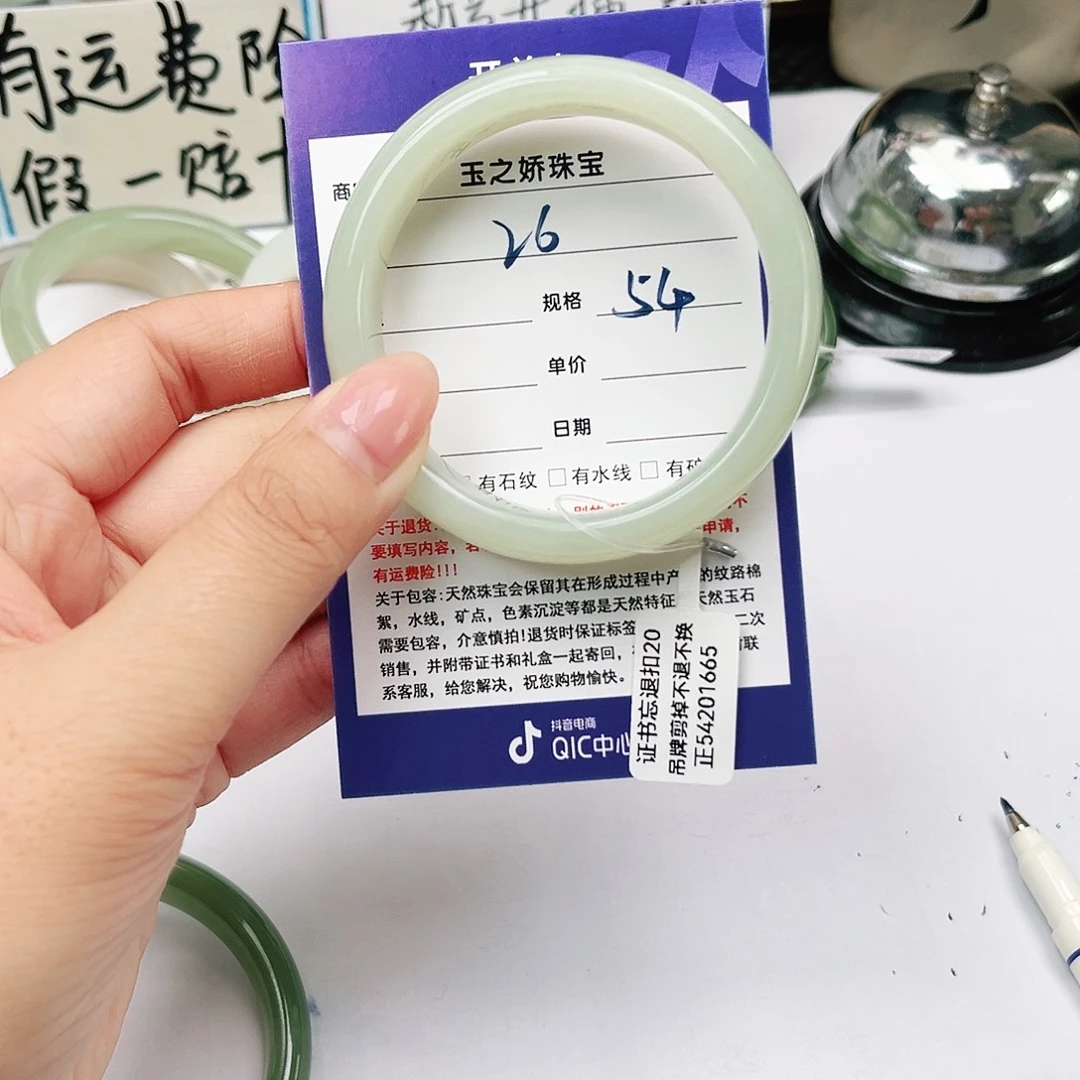 有运费险
假一赔十
玉之娇珠宝
26
规格 54
单价
日期
有石纹 □有水线 □有矿
关于退货:
申请,
要填写内容,
有运费险!!!
关于包容:天然珠宝会保留其在形成过程中产 的纹路棉
絮,水线,矿点,色素沉淀等都是天然特征 天然玉石
需要包容,介意慎拍!退货时保证标签 二次
销售,并附带证书和礼盒一起寄回, 联
系客服,给您解决,祝您购物愉快。
抖音电商
QIC中心
证书忘退扣20
吊牌剪掉不退不换
正54201665